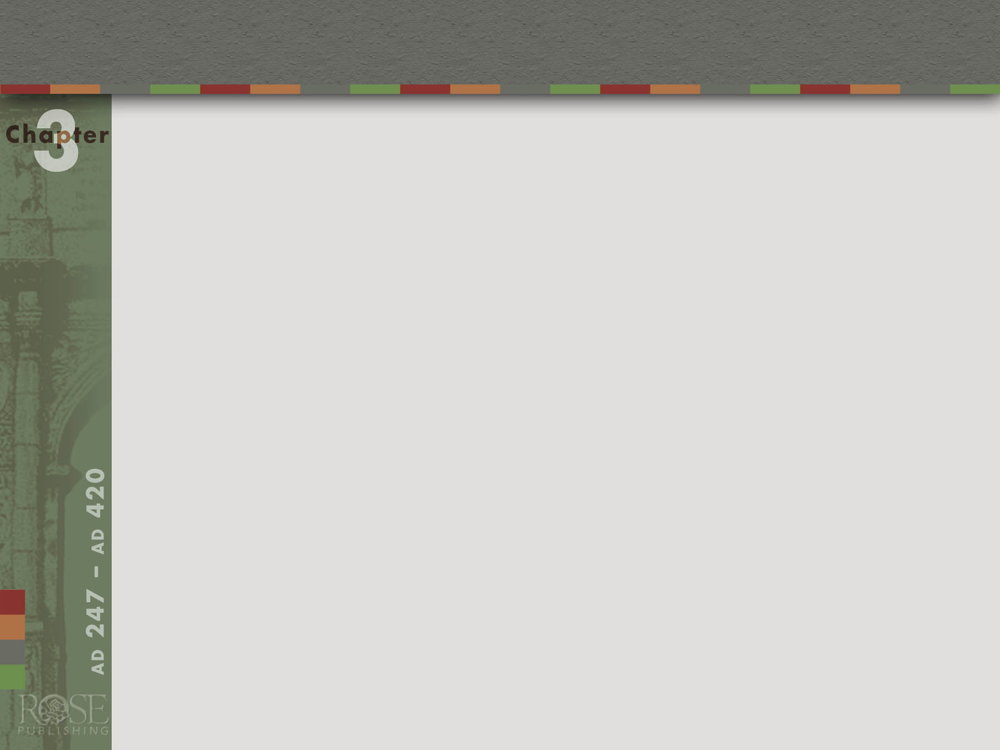 Chapter
3
AD 247 – AD 420
ROSE
PUBLISHING